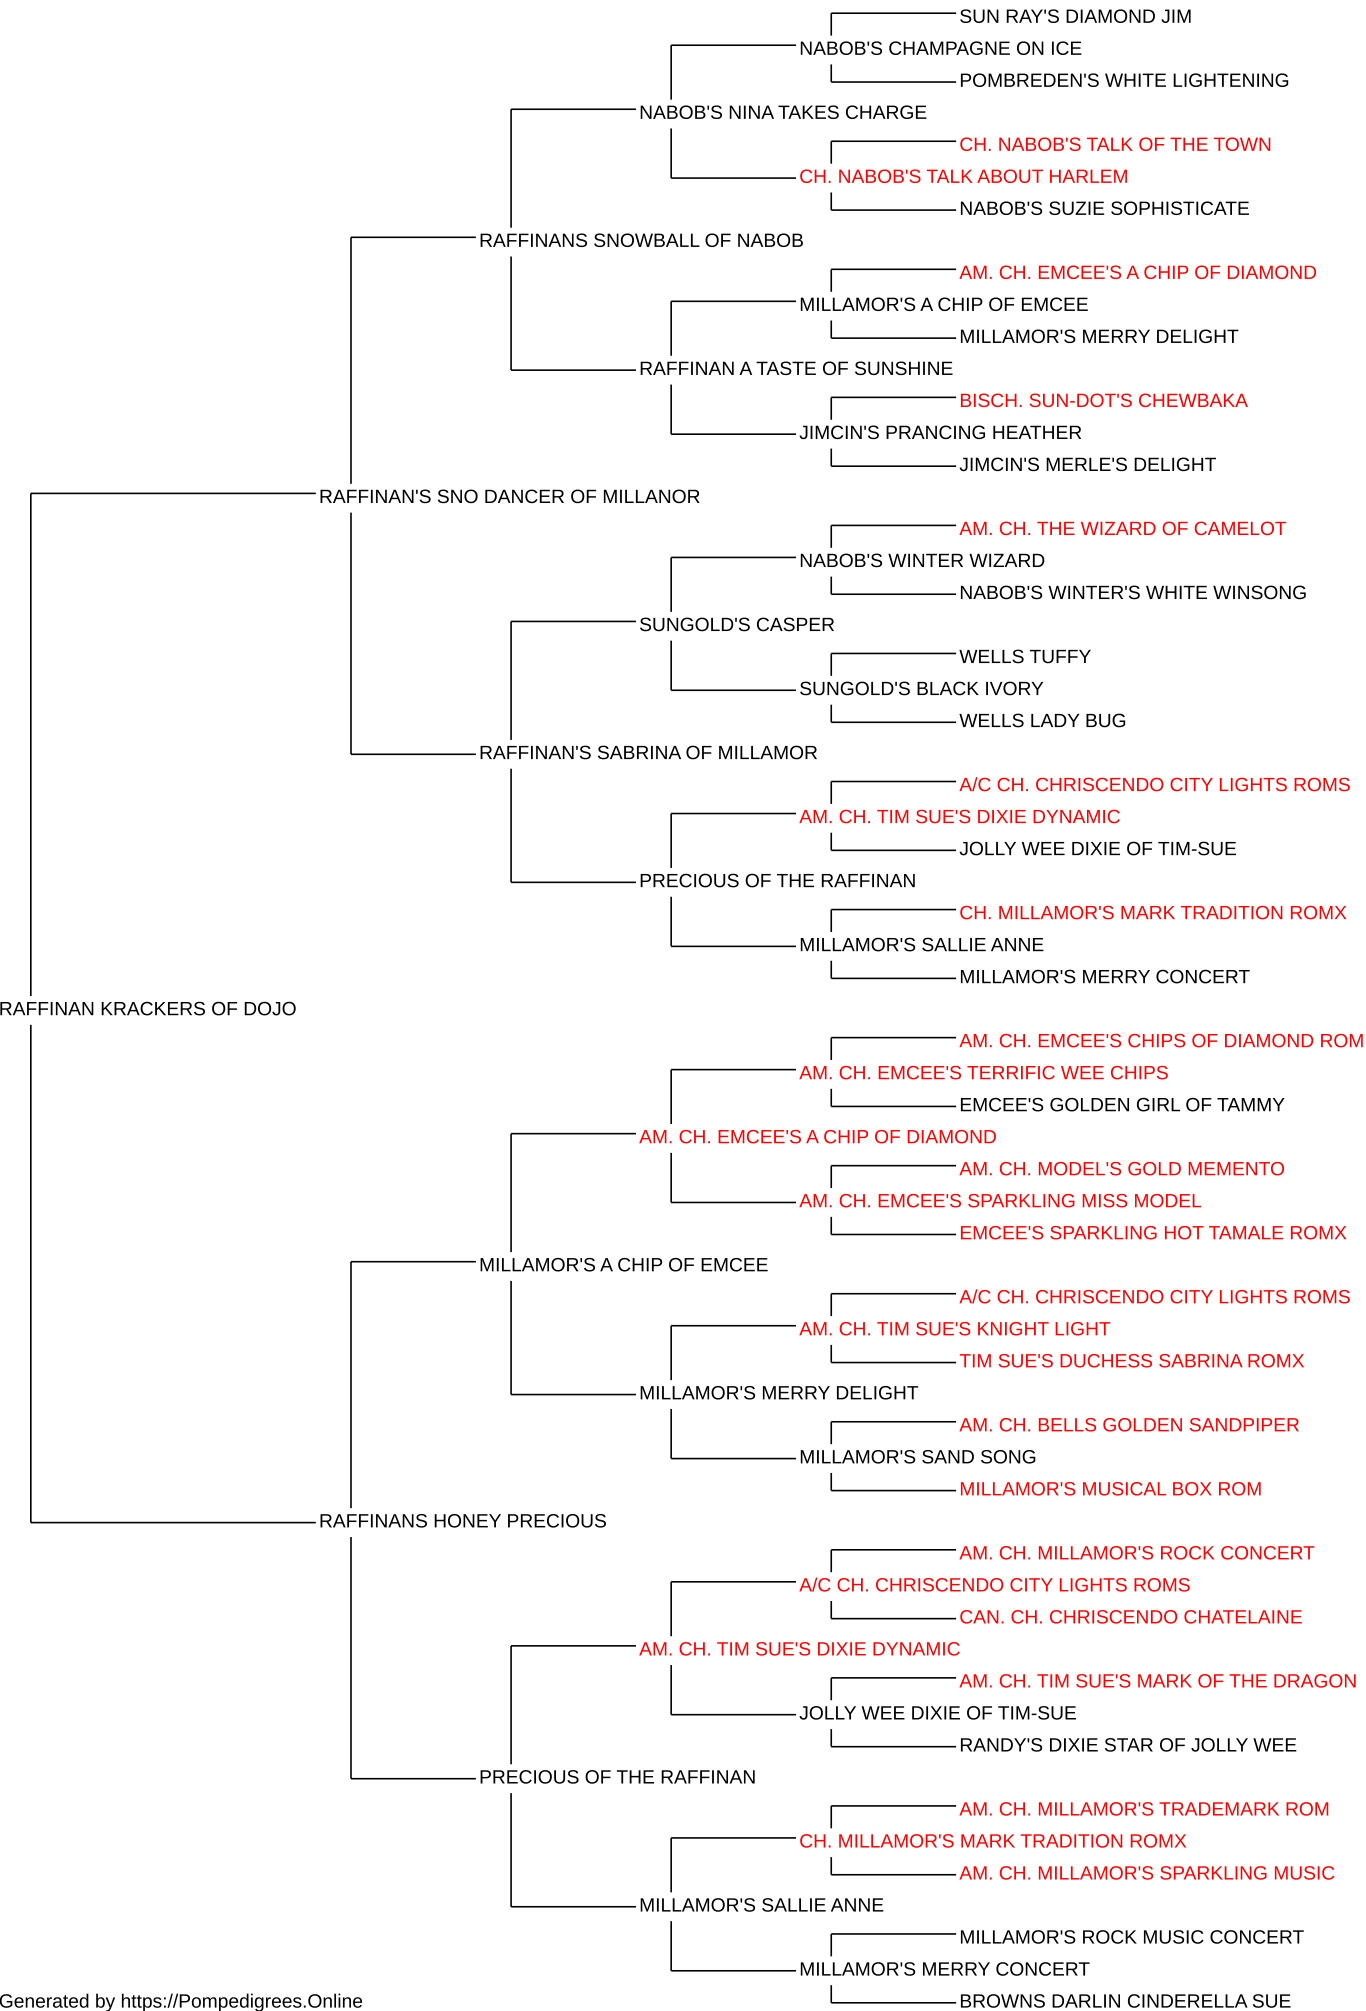 SUN RAY'S DIAMOND JIM
NABOB'S CHAMPAGNE ON ICE
POMBREDEN'S WHITE LIGHTENING
NABOB'S NINA TAKES CHARGE
CH. NABOB'S TALK OF THE TOWN
CH. NABOB'S TALK ABOUT HARLEM
NABOB'S SUZIE SOPHISTICATE
RAFFINANS SNOWBALL OF NABOB
AM. CH. EMCEE'S A CHIP OF DIAMOND
MILLAMOR'S A CHIP OF EMCEE
MILLAMOR'S MERRY DELIGHT
RAFFINAN A TASTE OF SUNSHINE
BISCH. SUN-DOT'S CHEWBAKA
JIMCIN'S PRANCING HEATHER
JIMCIN'S MERLE'S DELIGHT
RAFFINAN'S SNO DANCER OF MILLANOR
AM. CH. THE WIZARD OF CAMELOT
NABOB'S WINTER WIZARD
NABOB'S WINTER'S WHITE WINSONG
SUNGOLD'S CASPER
WELLS TUFFY
SUNGOLD'S BLACK IVORY
WELLS LADY BUG
RAFFINAN'S SABRINA OF MILLAMOR
A/C CH. CHRISCENDO CITY LIGHTS ROMS
AM. CH. TIM SUE'S DIXIE DYNAMIC
JOLLY WEE DIXIE OF TIM-SUE
PRECIOUS OF THE RAFFINAN
CH. MILLAMOR'S MARK TRADITION ROMX
MILLAMOR'S SALLIE ANNE
MILLAMOR'S MERRY CONCERT
RAFFINAN KRACKERS OF DOJO
AM. CH. EMCEE'S CHIPS OF DIAMOND ROM
AM. CH. EMCEE'S TERRIFIC WEE CHIPS
EMCEE'S GOLDEN GIRL OF TAMMY
AM. CH. EMCEE'S A CHIP OF DIAMOND
AM. CH. MODEL'S GOLD MEMENTO
AM. CH. EMCEE'S SPARKLING MISS MODEL
EMCEE'S SPARKLING HOT TAMALE ROMX
MILLAMOR'S A CHIP OF EMCEE
A/C CH. CHRISCENDO CITY LIGHTS ROMS
AM. CH. TIM SUE'S KNIGHT LIGHT
TIM SUE'S DUCHESS SABRINA ROMX
MILLAMOR'S MERRY DELIGHT
AM. CH. BELLS GOLDEN SANDPIPER
MILLAMOR'S SAND SONG
MILLAMOR'S MUSICAL BOX ROM
RAFFINANS HONEY PRECIOUS
AM. CH. MILLAMOR'S ROCK CONCERT
A/C CH. CHRISCENDO CITY LIGHTS ROMS
CAN. CH. CHRISCENDO CHATELAINE
AM. CH. TIM SUE'S DIXIE DYNAMIC
AM. CH. TIM SUE'S MARK OF THE DRAGON
JOLLY WEE DIXIE OF TIM-SUE
RANDY'S DIXIE STAR OF JOLLY WEE
PRECIOUS OF THE RAFFINAN
AM. CH. MILLAMOR'S TRADEMARK ROM
CH. MILLAMOR'S MARK TRADITION ROMX
AM. CH. MILLAMOR'S SPARKLING MUSIC
MILLAMOR'S SALLIE ANNE
MILLAMOR'S ROCK MUSIC CONCERT
MILLAMOR'S MERRY CONCERT
BROWNS DARLIN CINDERELLA SUE
Generated by https://Pompedigrees.Online